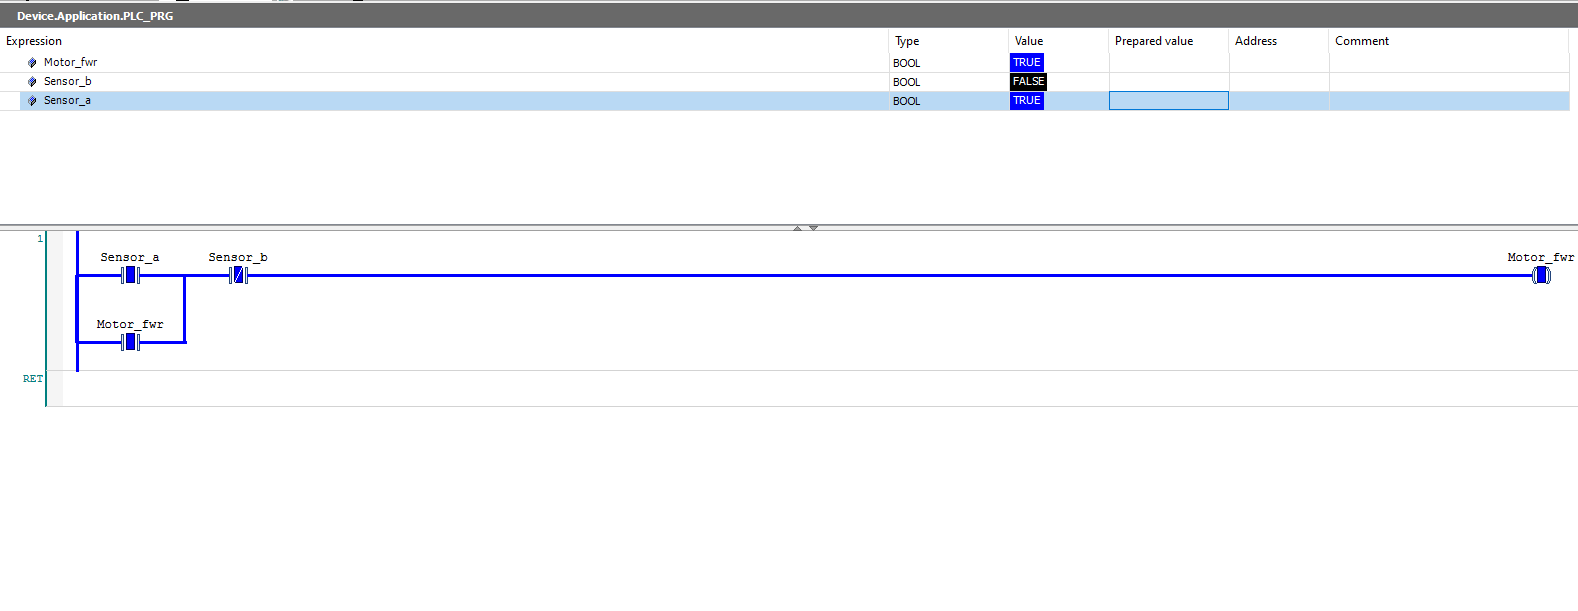 Device.Application.PLC_PRG
Expression Type Value Prepared value Address Comment
Motor_fwr BOOL TRUE
Sensor_b BOOL FALSE
Sensor_a BOOL TRUE
1
Sensor_a Sensor_b Motor_fwr
Motor_fwr
RET